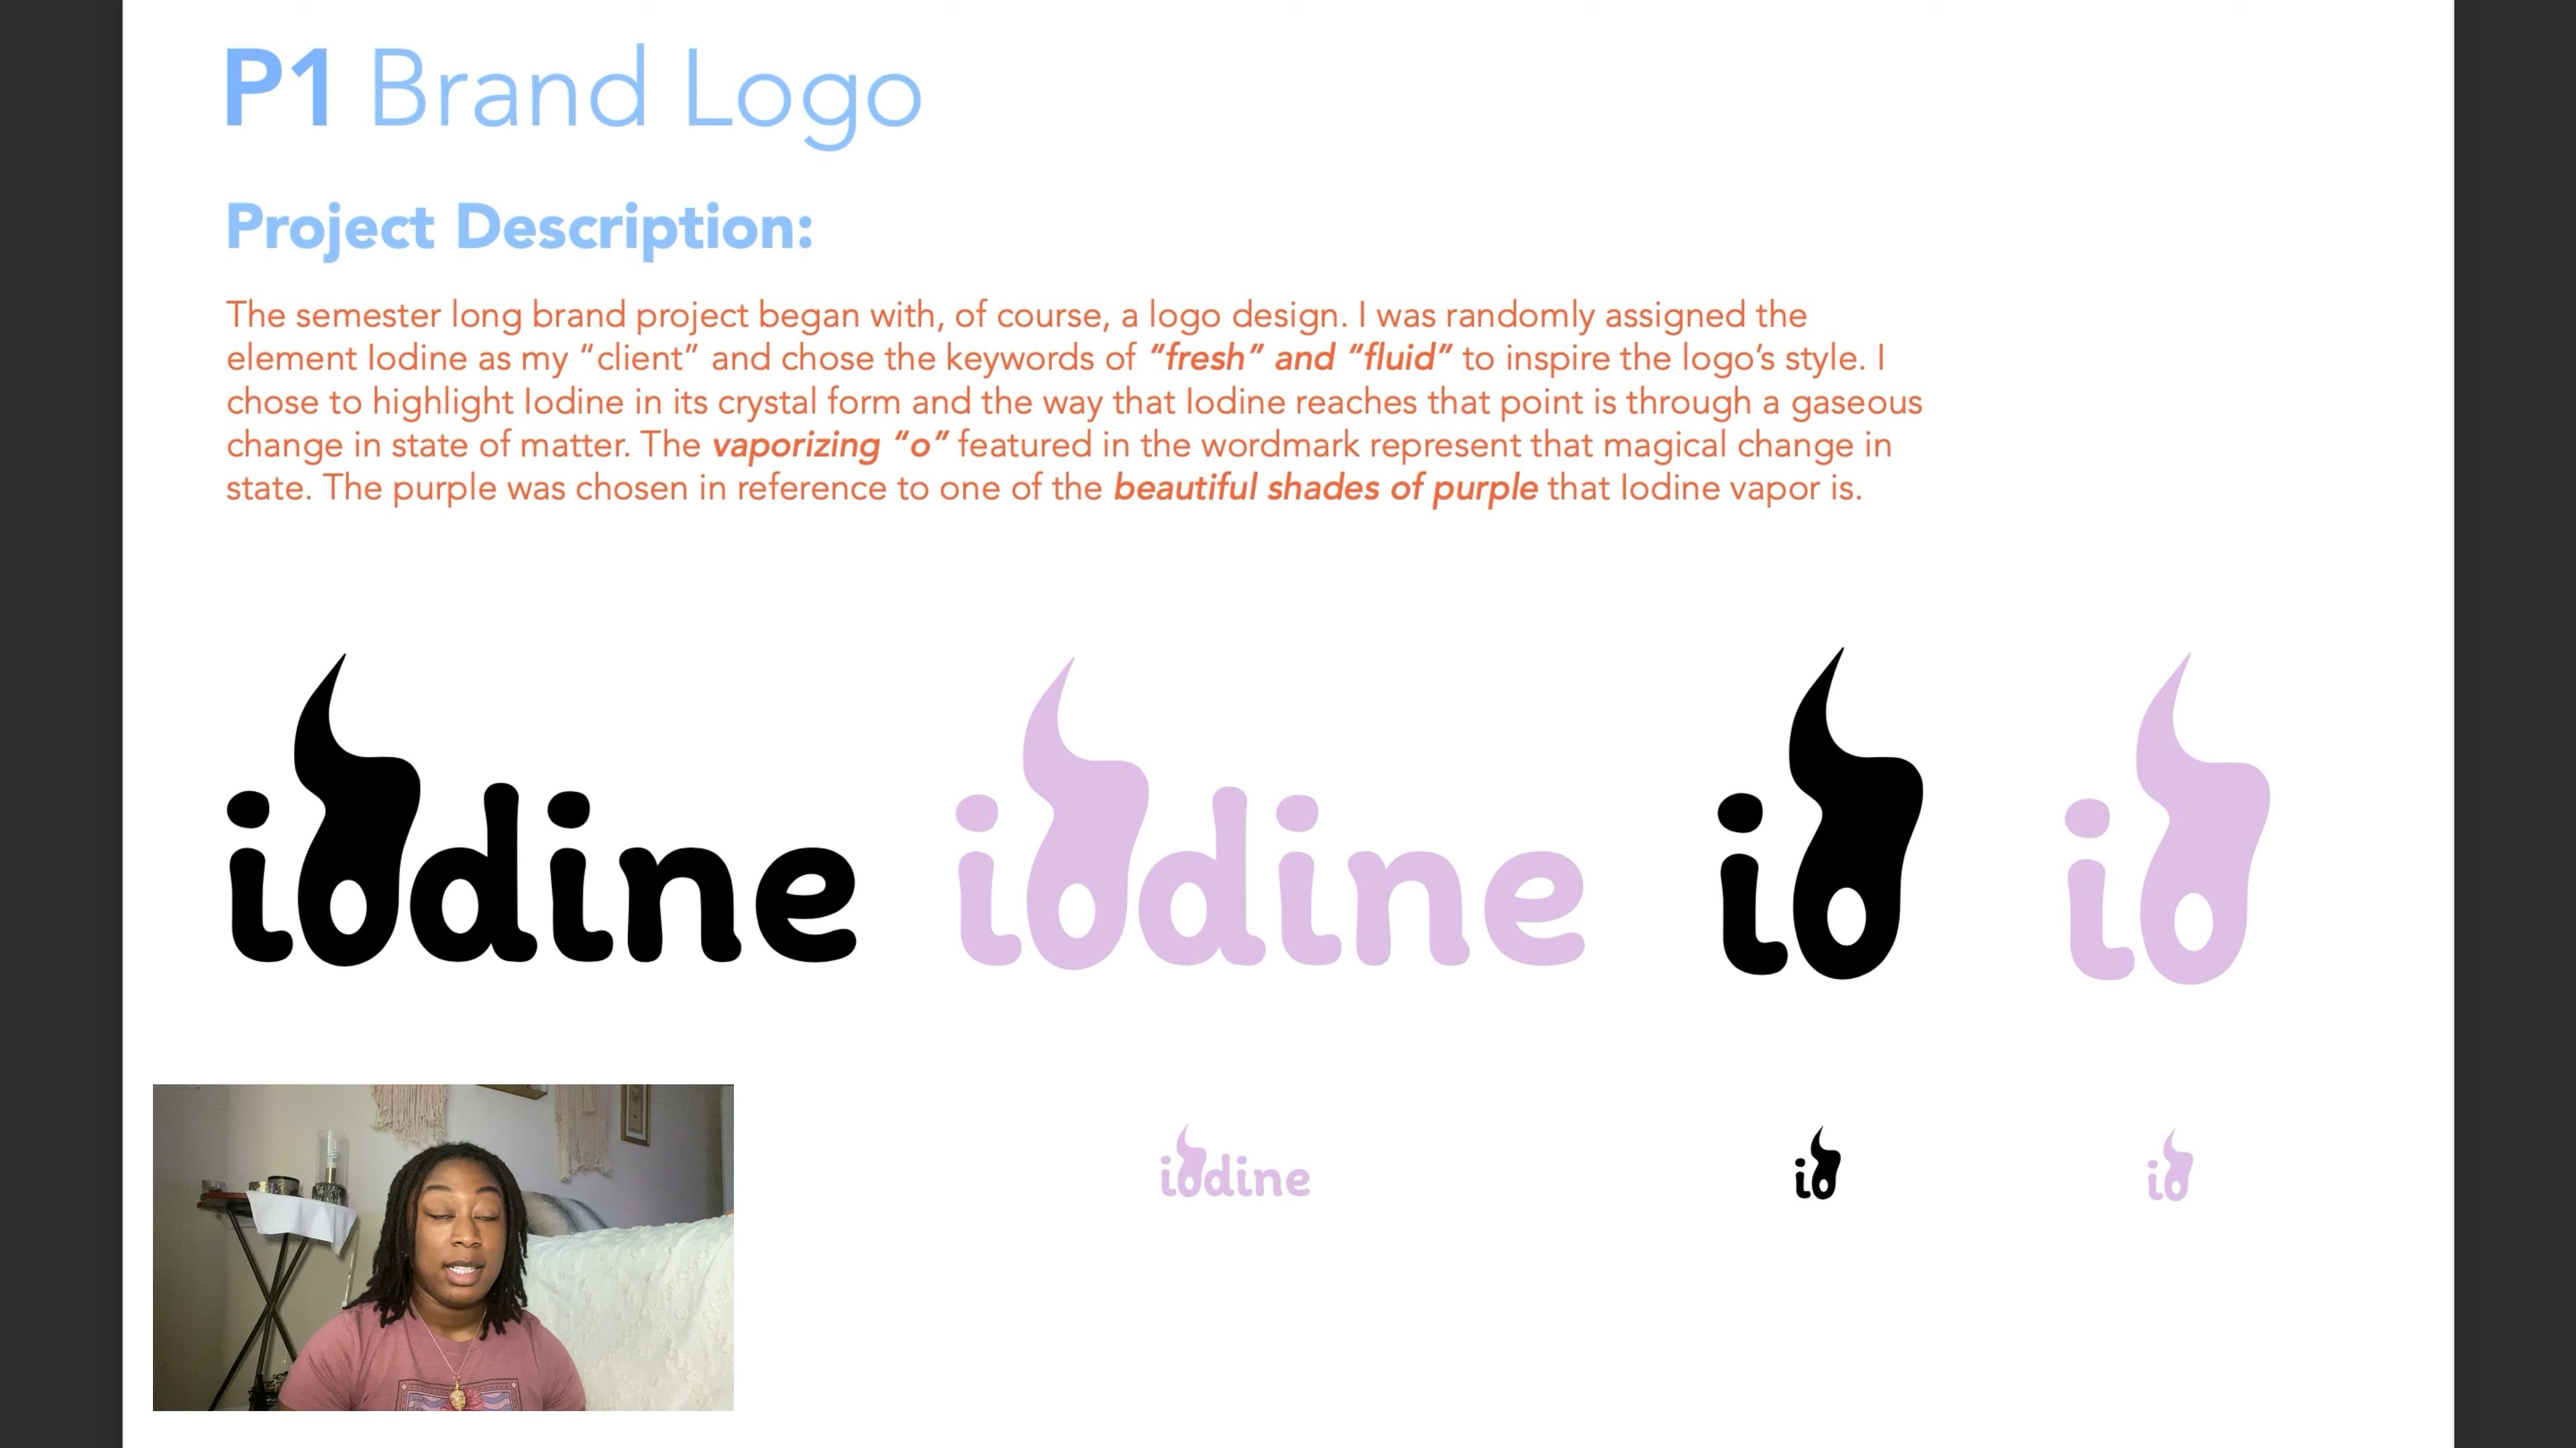 P1 Brand Logo
Project Description:
The semester long brand project began with, of course, a logo design. I was randomly assigned the
element Iodine as my “client” and chose the keywords of “fresh” and “fluid” to inspire the logo’s style. I
chose to highlight Iodine in its crystal form and the way that Iodine reaches that point is through a gaseous
change in state of matter. The vaporizing “o” featured in the wordmark represent that magical change in
state. The purple was chosen in reference to one of the beautiful shades of purple that Iodine vapor is.
iodine iodine io io
iodine io io